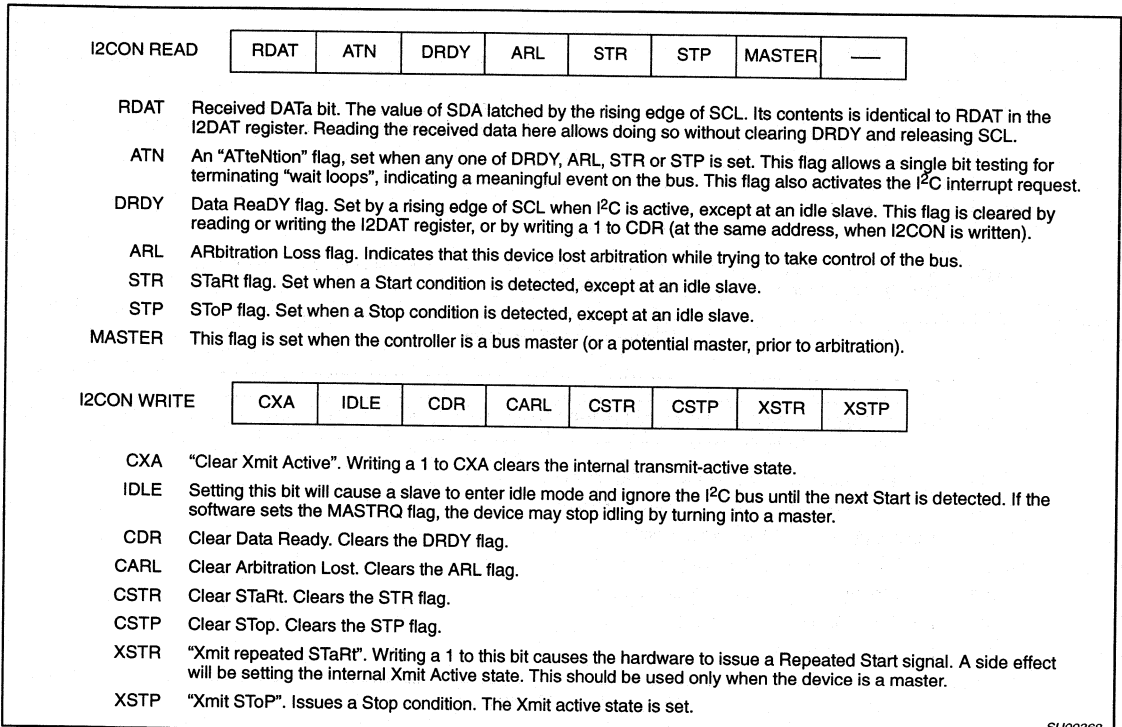 I2CON READ RDAT ATN DRDY ARL STR STP MASTER —
RDAT Received DATa bit. The value of SDA latched by the rising edge of SCL. Its contents is identical to RDAT in the
I2DAT register. Reading the received data here allows doing so without clearing DRDY and releasing SCL.
ATN An “ATteNtion” flag, set when any one of DRDY, ARL, STR or STP is set. This flag allows a single bit testing for
terminating “wait loops”, indicating a meaningful event on the bus. This flag also activates the I²C interrupt request.
DRDY Data ReaDY flag. Set by a rising edge of SCL when I²C is active, except at an idle slave. This flag is cleared by
reading or writing the I2DAT register, or by writing a 1 to CDR (at the same address, when I2CON is written).
ARL ARbitration Loss flag. Indicates that this device lost arbitration while trying to take control of the bus.
STR STaRt flag. Set when a Start condition is detected, except at an idle slave.
STP SToP flag. Set when a Stop condition is detected, except at an idle slave.
MASTER This flag is set when the controller is a bus master (or a potential master, prior to arbitration).
I2CON WRITE CXA IDLE CDR CARL CSTR CSTP XSTR XSTP
CXA “Clear Xmit Active”. Writing a 1 to CXA clears the internal transmit-active state.
IDLE Setting this bit will cause a slave to enter idle mode and ignore the I²C bus until the next Start is detected. If the
software sets the MASTRQ flag, the device may stop idling by turning into a master.
CDR Clear Data Ready. Clears the DRDY flag.
CARL Clear Arbitration Lost. Clears the ARL flag.
CSTR Clear STaRt. Clears the STR flag.
CSTP Clear STop. Clears the STP flag.
XSTR “Xmit repeated STaRt”. Writing a 1 to this bit causes the hardware to issue a Repeated Start signal. A side effect
will be setting the internal Xmit Active state. This should be used only when the device is a master.
XSTP “Xmit SToP”. Issues a Stop condition. The Xmit active state is set.